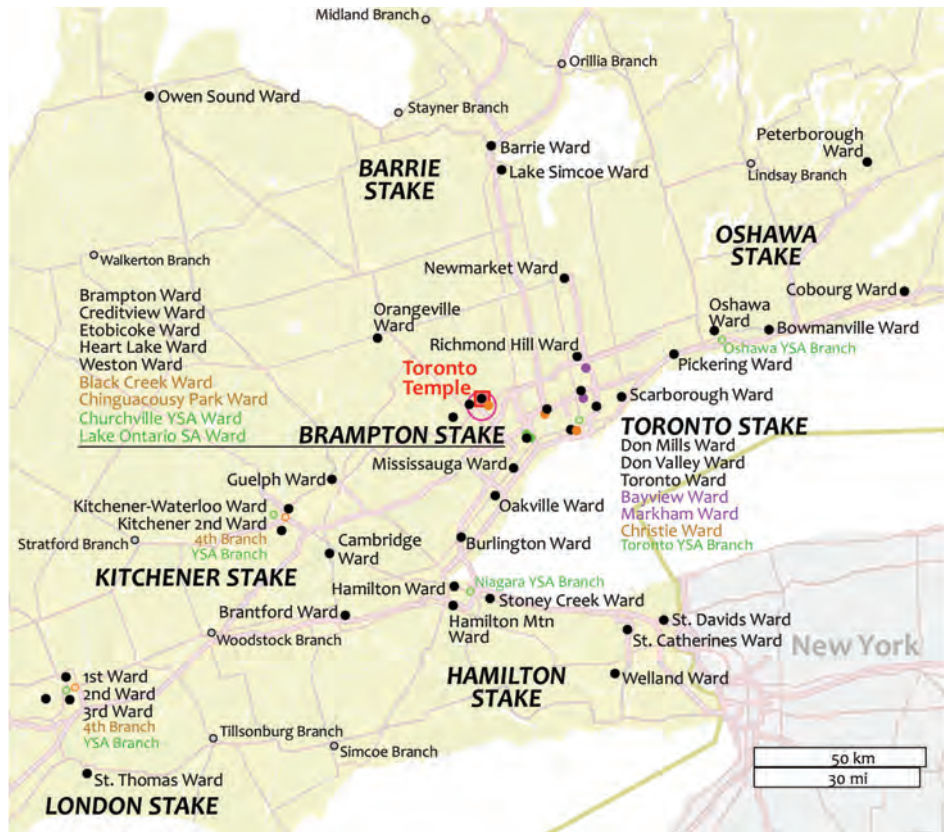 Midland Branch
Orillia Branch
Owen Sound Ward
Stayner Branch
Barrie Ward
Lake Simcoe Ward
BARRIE
STAKE
Peterborough
Ward
Lindsay Branch
OSHAWA
STAKE
Walkerton Branch
Newmarket Ward
Cobourg Ward
Brampton Ward
Creditview Ward
Etobicoke Ward
Heart Lake Ward
Weston Ward
Black Creek Ward
Chinguacousy Park Ward
Churchville YSA Ward
Lake Ontario SA Ward
BRAMPTON STAKE
Orangeville
Ward
Richmond Hill Ward
Oshawa
Ward
Bowmanville Ward
Oshawa YSA Branch
Pickering Ward
Toronto
Temple
Scarborough Ward
TORONTO STAKE
Don Mills Ward
Don Valley Ward
Toronto Ward
Bayview Ward
Markham Ward
Christie Ward
Toronto YSA Branch
Mississauga Ward
Guelph Ward
Oakville Ward
Kitchener-Waterloo Ward
Kitchener 2nd Ward
4th Branch
YSA Branch
Stratford Branch
KITCHENER STAKE
Cambridge
Ward
Burlington Ward
Hamilton Ward
Niagara YSA Branch
Stoney Creek Ward
Hamilton Mtn
Ward
Brantford Ward
Woodstock Branch
St. Davids Ward
St. Catherines Ward
New York
HAMILTON
STAKE
Welland Ward
1st Ward
2nd Ward
3rd Ward
4th Branch
YSA Branch
Tillsonburg Branch
Simcoe Branch
St. Thomas Ward
LONDON STAKE
50 km
30 mi